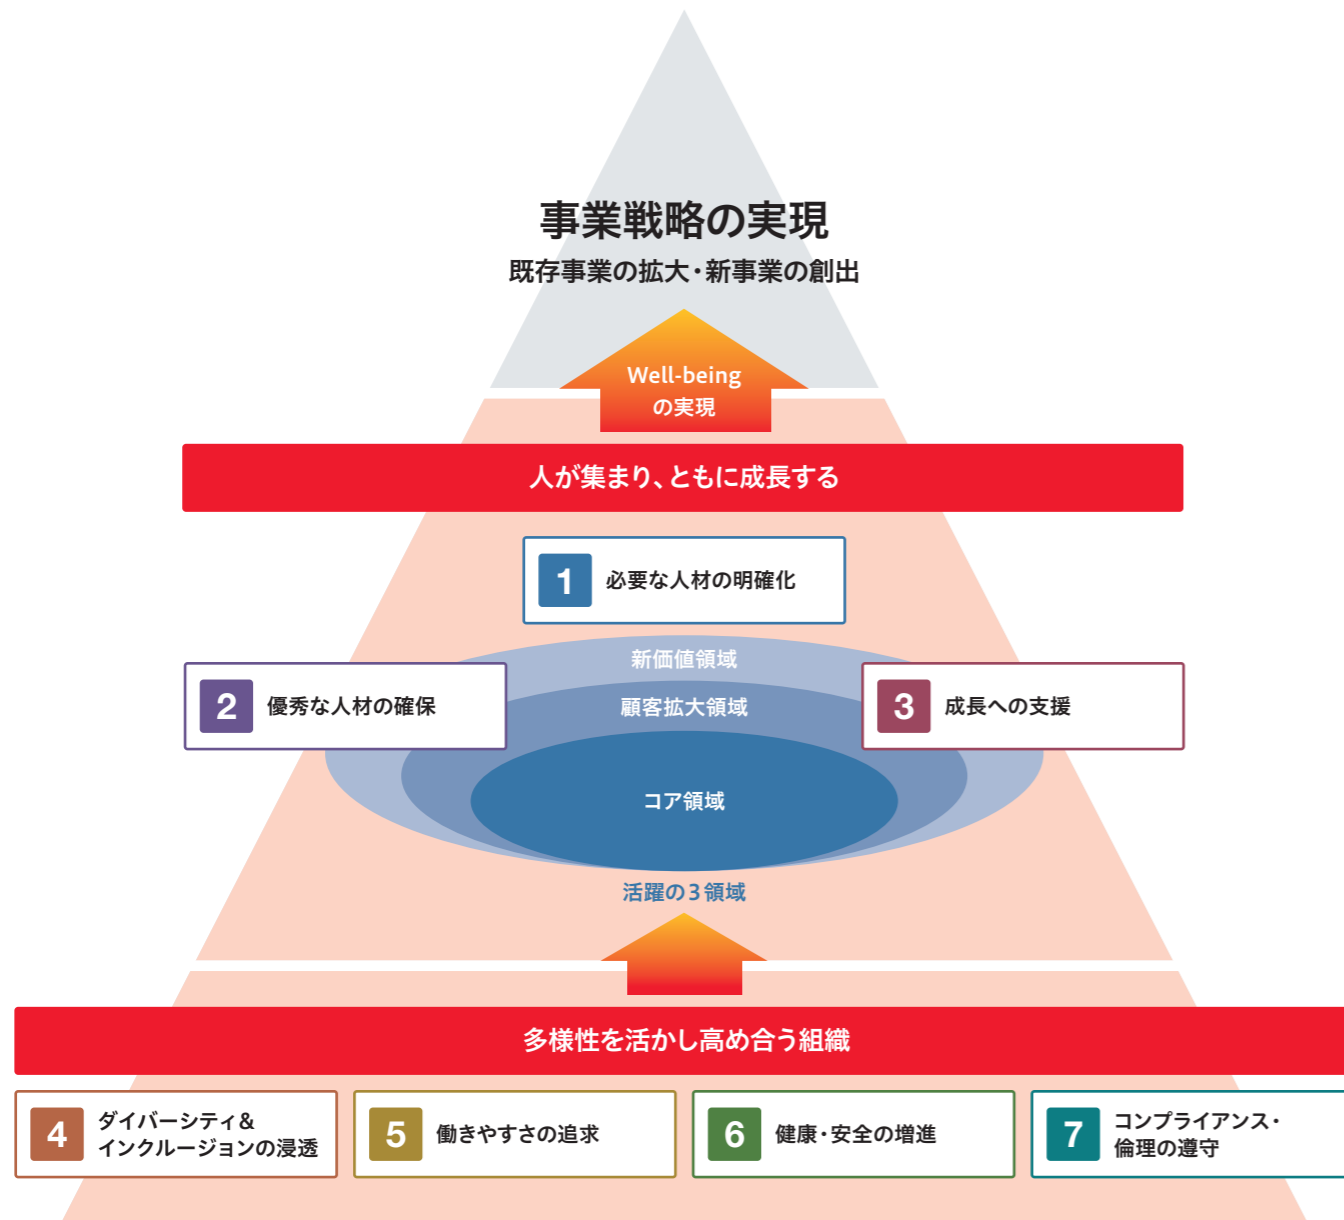 事業戦略の実現
既存事業の拡大・新事業の創出
Well-being
の実現
人が集まり、ともに成長する
1 必要な人材の明確化
新価値領域
2 優秀な人材の確保
顧客拡大領域
3 成長への支援
コア領域
活躍の3領域
多様性を活かし高め合う組織
4 ダイバーシティ&
インクルージョンの浸透
5 働きやすさの追求
6 健康・安全の増進
7 コンプライアンス・
倫理の遵守